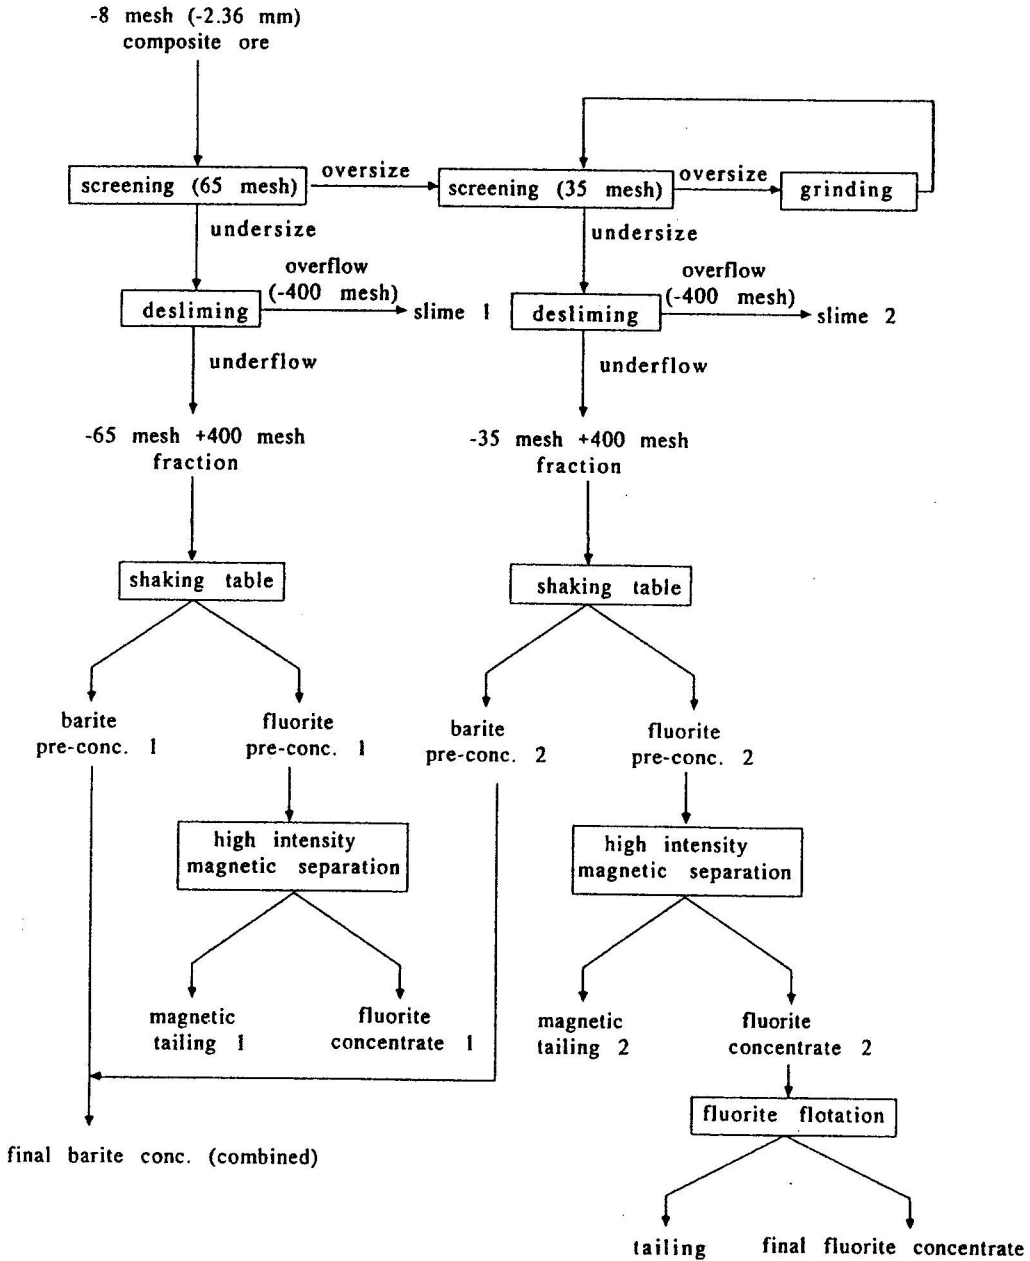 -8 mesh (-2.36 mm)
composite ore
screening (65 mesh)
oversize
screening (35 mesh)
oversize
grinding
undersize
undersize
overflow
(-400 mesh)
desliming
slime 1
overflow
(-400 mesh)
desliming
slime 2
underflow
underflow
-65 mesh +400 mesh
fraction
-35 mesh +400 mesh
fraction
shaking table
shaking table
barite
pre-conc. 1
fluorite
pre-conc. 1
barite
pre-conc. 2
fluorite
pre-conc. 2
high intensity
magnetic separation
high intensity
magnetic separation
magnetic
tailing 1
fluorite
concentrate 1
magnetic
tailing 2
fluorite
concentrate 2
fluorite flotation
final barite conc. (combined)
tailing
final fluorite concentrate